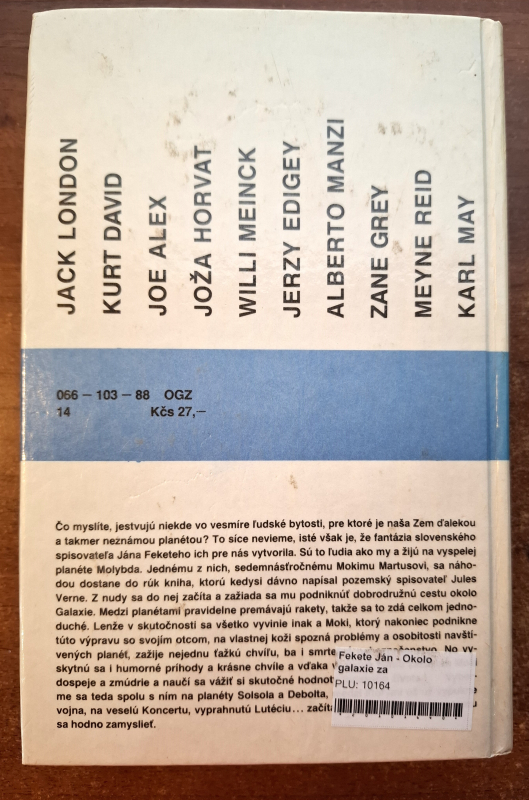 JACK LONDON
KURT DAVID
JOE ALEX
JOŽA HORVAT
WILLI MEINCK
JERZY EDIGEY
ALBERTO MANZI
ZANE GREY
MEYNE REID
KARL MAY
066 – 103 – 88 OGZ
14 Kčs 27,–
Čo myslíte, jestvujú niekde vo vesmíre ľudské bytosti, pre ktoré je naša Zem ďalekou
a takmer neznámou planétou? To síce nevieme, isté však je, že fantázia slovenského
spisovateľa Jána Feketeho ich pre nás vytvorila. Sú to ľudia ako my a žijú na vyspelej
planéte Molybda. Jednému z nich, sedemnásťročnému Mokimu Martusovi, sa náho-
dou dostane do rúk kniha, ktorú kedysi dávno napísal pozemský spisovateľ Jules
Verne. Z nudy sa do nej začíta a zažiada sa mu podniknúť dobrodružnú cestu okolo
Galaxie. Medzi planétami pravidelne premávajú rakety, takže sa to zdá celkom jedno-
duché. Lenže v skutočnosti sa všetko vyvinie inak a Moki, ktorý nakoniec podnikne
túto výpravu so svojím otcom, na vlastnej koži spozná problémy a osobitosti navští-
vených planét, zažije nejednu ťažkú chvíľu, ba i smrte
No vy-
skytnú sa i humorné príhody a krásne chvíle a vďaka v
dospeje a zmúdrie a naučí sa vážiť si skutočné hodnot
me sa teda spolu s ním na planéty Solsola a Debolta,
vojna, na veselú Koncertu, vyprahnutú Lutéciu... začíta
sa hodno zamyslieť.
Fekete Ján - Okolo
galaxie za
PLU: 10164